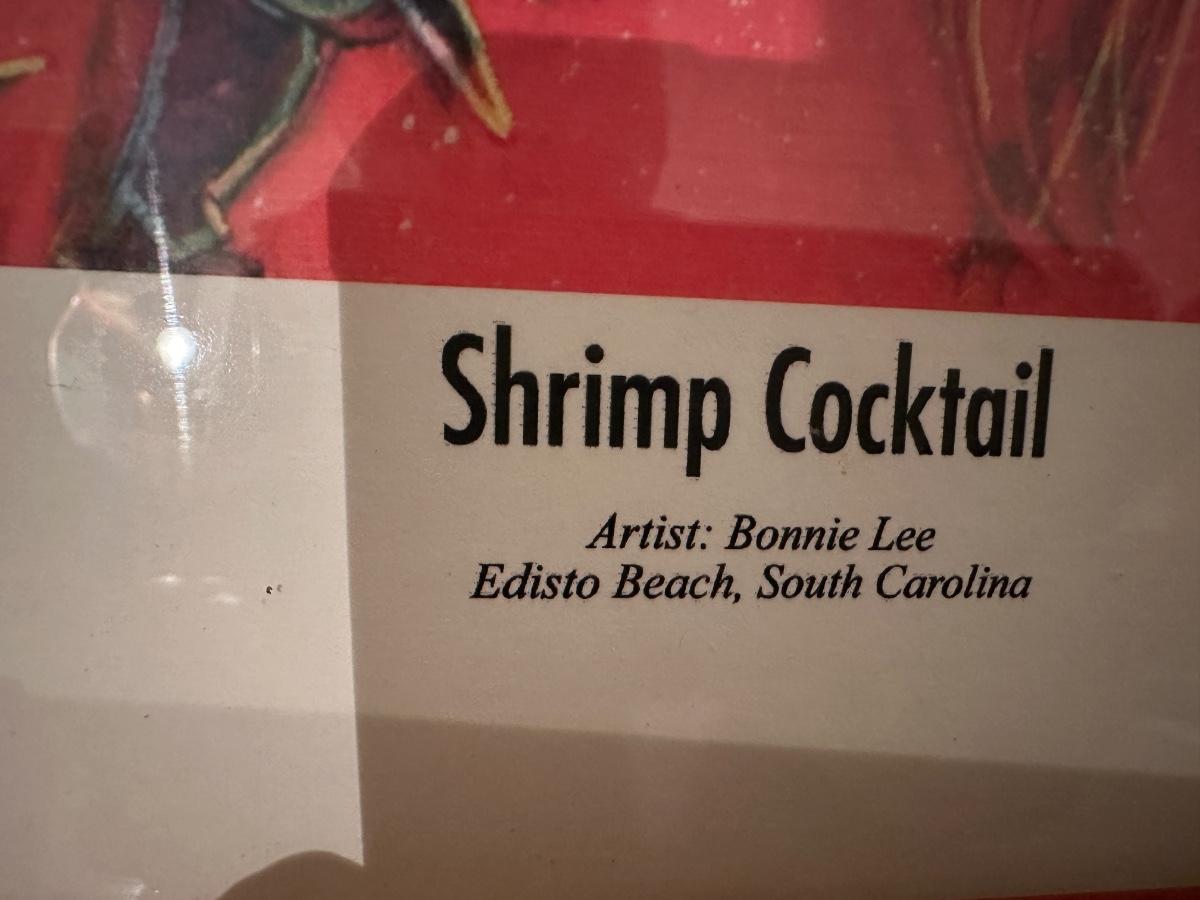 Shrimp Cocktail
Artist: Bonnie Lee
Edisto Beach, South Carolina